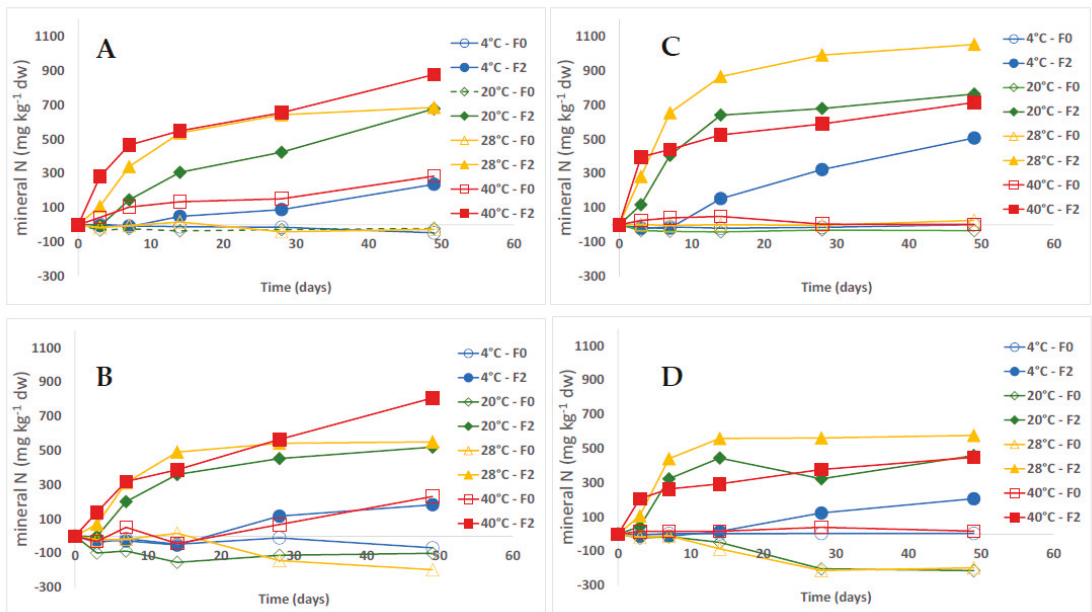 A
mineral N (mg kg⁻¹ dw)
1100
900
700
500
300
100
-100
-300
0
10
20
30
40
50
60
Time (days)
4°C - F0
4°C - F2
20°C - F0
20°C - F2
28°C - F0
28°C - F2
40°C - F0
40°C - F2
C
mineral N (mg kg⁻¹ dw)
1100
900
700
500
300
100
-100
-300
0
10
20
30
40
50
60
Time (days)
4°C - F0
4°C - F2
20°C - F0
20°C - F2
28°C - F0
28°C - F2
40°C - F0
40°C - F2
B
mineral N (mg kg⁻¹ dw)
1100
900
700
500
300
100
-100
-300
0
10
20
30
40
50
60
Time (days)
4°C - F0
4°C - F2
20°C - F0
20°C - F2
28°C - F0
28°C - F2
40°C - F0
40°C - F2
D
mineral N (mg kg⁻¹ dw)
1100
900
700
500
300
100
-100
-300
0
10
20
30
40
50
60
Time (days)
4°C - F0
4°C - F2
20°C - F0
20°C - F2
28°C - F0
28°C - F2
40°C - F0
40°C - F2